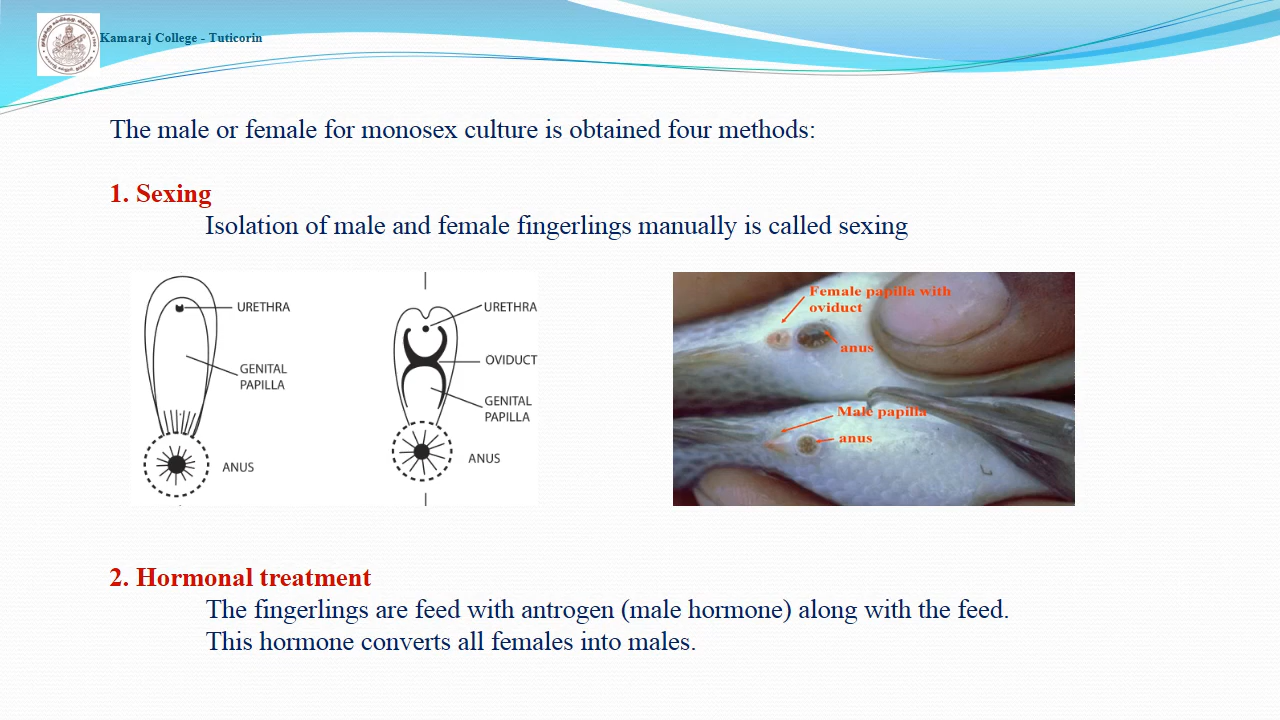 Kamaraj College - Tuticorin
The male or female for monosex culture is obtained four methods:
1. Sexing
Isolation of male and female fingerlings manually is called sexing
URETHRA
GENITAL
PAPILLA
ANUS
URETHRA
OVIDUCT
GENITAL
PAPILLA
ANUS
Female papilla with
oviduct
anus
Male papilla
anus
2. Hormonal treatment
The fingerlings are feed with antrogen (male hormone) along with the feed.
This hormone converts all females into males.